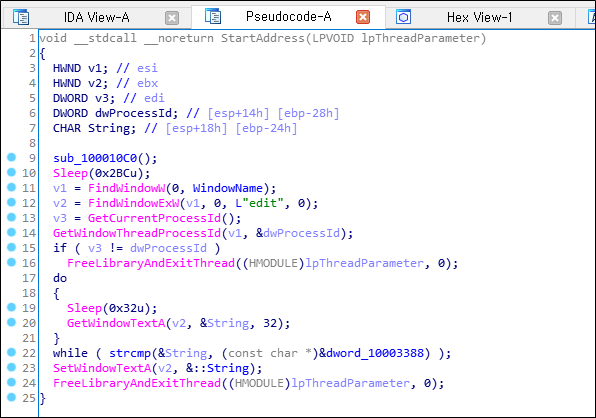 IDA View-A Pseudocode-A Hex View-1
1 void __stdcall __noreturn StartAddress(LPVOID lpThreadParameter)
2 {
3 HWND v1; // esi
4 HWND v2; // ebx
5 DWORD v3; // edi
6 DWORD dwProcessId; // [esp+14h] [ebp-28h]
7 CHAR String; // [esp+18h] [ebp-24h]
8
9 sub_100010C0();
10 Sleep(0x2BCu);
11 v1 = FindWindowW(0, WindowName);
12 v2 = FindWindowExW(v1, 0, L"edit", 0);
13 v3 = GetCurrentProcessId();
14 GetWindowThreadProcessId(v1, &dwProcessId);
15 if ( v3 != dwProcessId )
16 FreeLibraryAndExitThread((HMODULE)lpThreadParameter, 0);
17 do
18 {
19 Sleep(0x32u);
20 GetWindowTextA(v2, &String, 32);
21 }
22 while ( strcmp(&String, (const char *)&dword_10003388) );
23 SetWindowTextA(v2, &::String);
24 FreeLibraryAndExitThread((HMODULE)lpThreadParameter, 0);
25 }